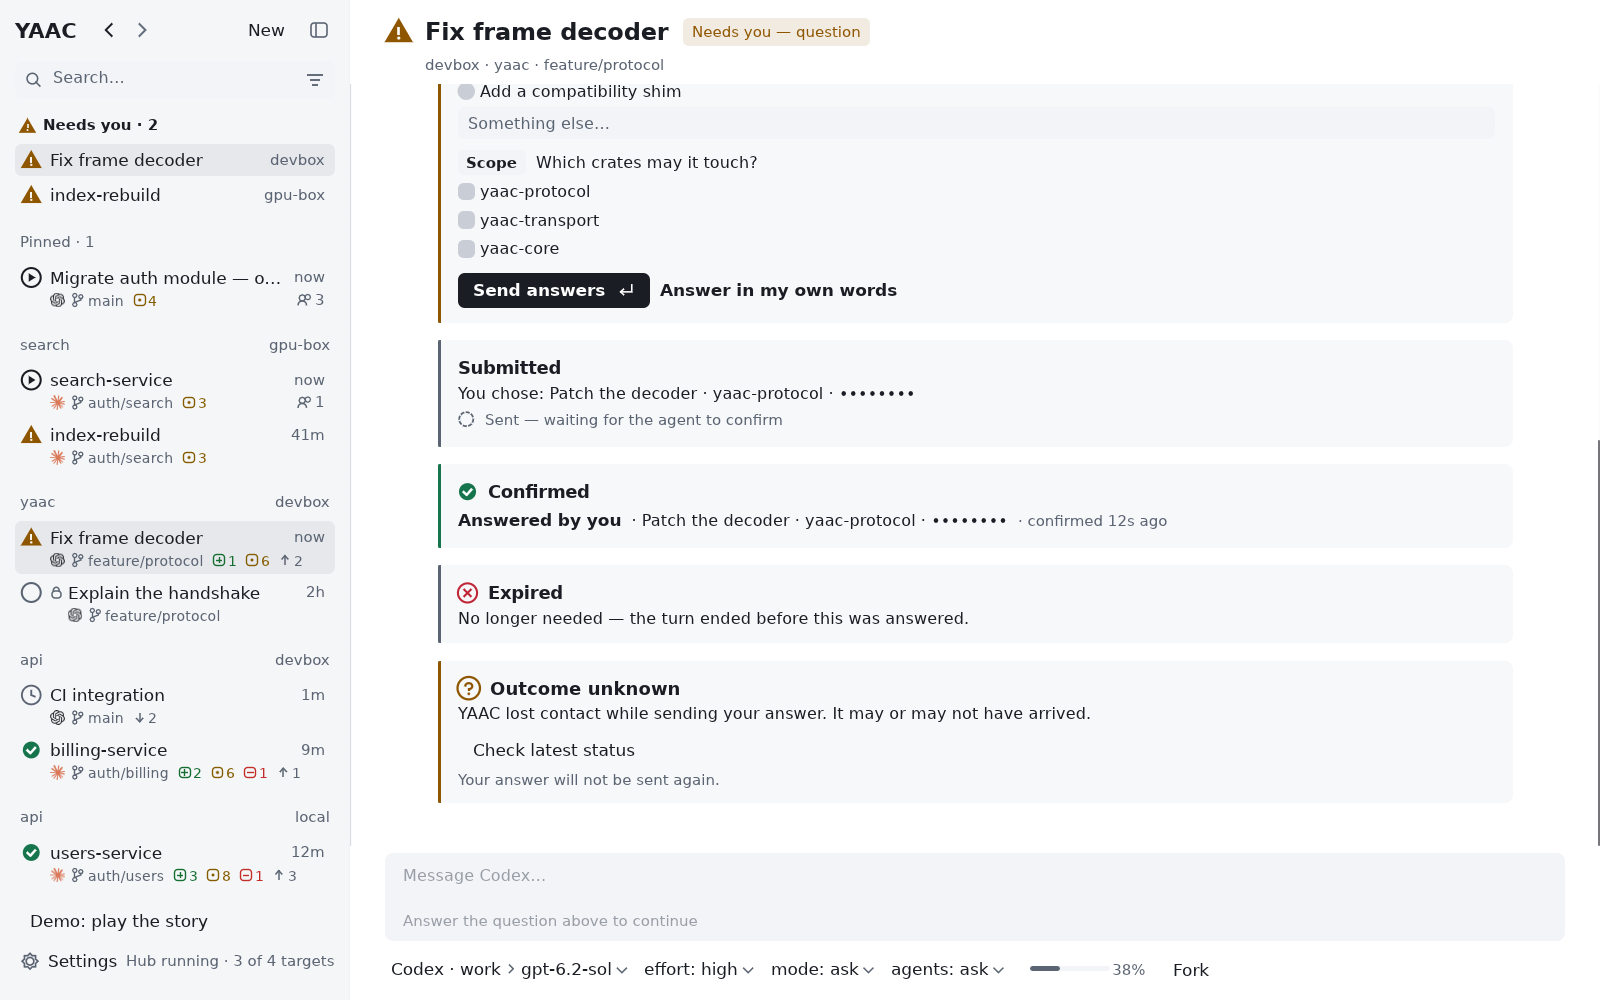 YAAC
New
Search...
Needs you · 2
Fix frame decoder devbox
index-rebuild gpu-box
Pinned · 1
Migrate auth module — o... now
main 4 3
search gpu-box
search-service now
auth/search 3 1
index-rebuild 41m
auth/search 3
yaac devbox
Fix frame decoder now
feature/protocol 1 6 2
Explain the handshake 2h
feature/protocol
api devbox
CI integration 1m
main 2
billing-service 9m
auth/billing 2 6 1 1
api local
users-service 12m
auth/users 3 8 1 3
Demo: play the story
Settings Hub running · 3 of 4 targets
Fix frame decoder Needs you — question
devbox · yaac · feature/protocol
Add a compatibility shim
Something else...
Scope Which crates may it touch?
yaac-protocol
yaac-transport
yaac-core
Send answers Answer in my own words
Submitted
You chose: Patch the decoder · yaac-protocol · ••••••••
Sent — waiting for the agent to confirm
Confirmed
Answered by you · Patch the decoder · yaac-protocol · •••••••• · confirmed 12s ago
Expired
No longer needed — the turn ended before this was answered.
Outcome unknown
YAAC lost contact while sending your answer. It may or may not have arrived.
Check latest status
Your answer will not be sent again.
Message Codex...
Answer the question above to continue
Codex · work gpt-6.2-sol effort: high mode: ask agents: ask 38% Fork